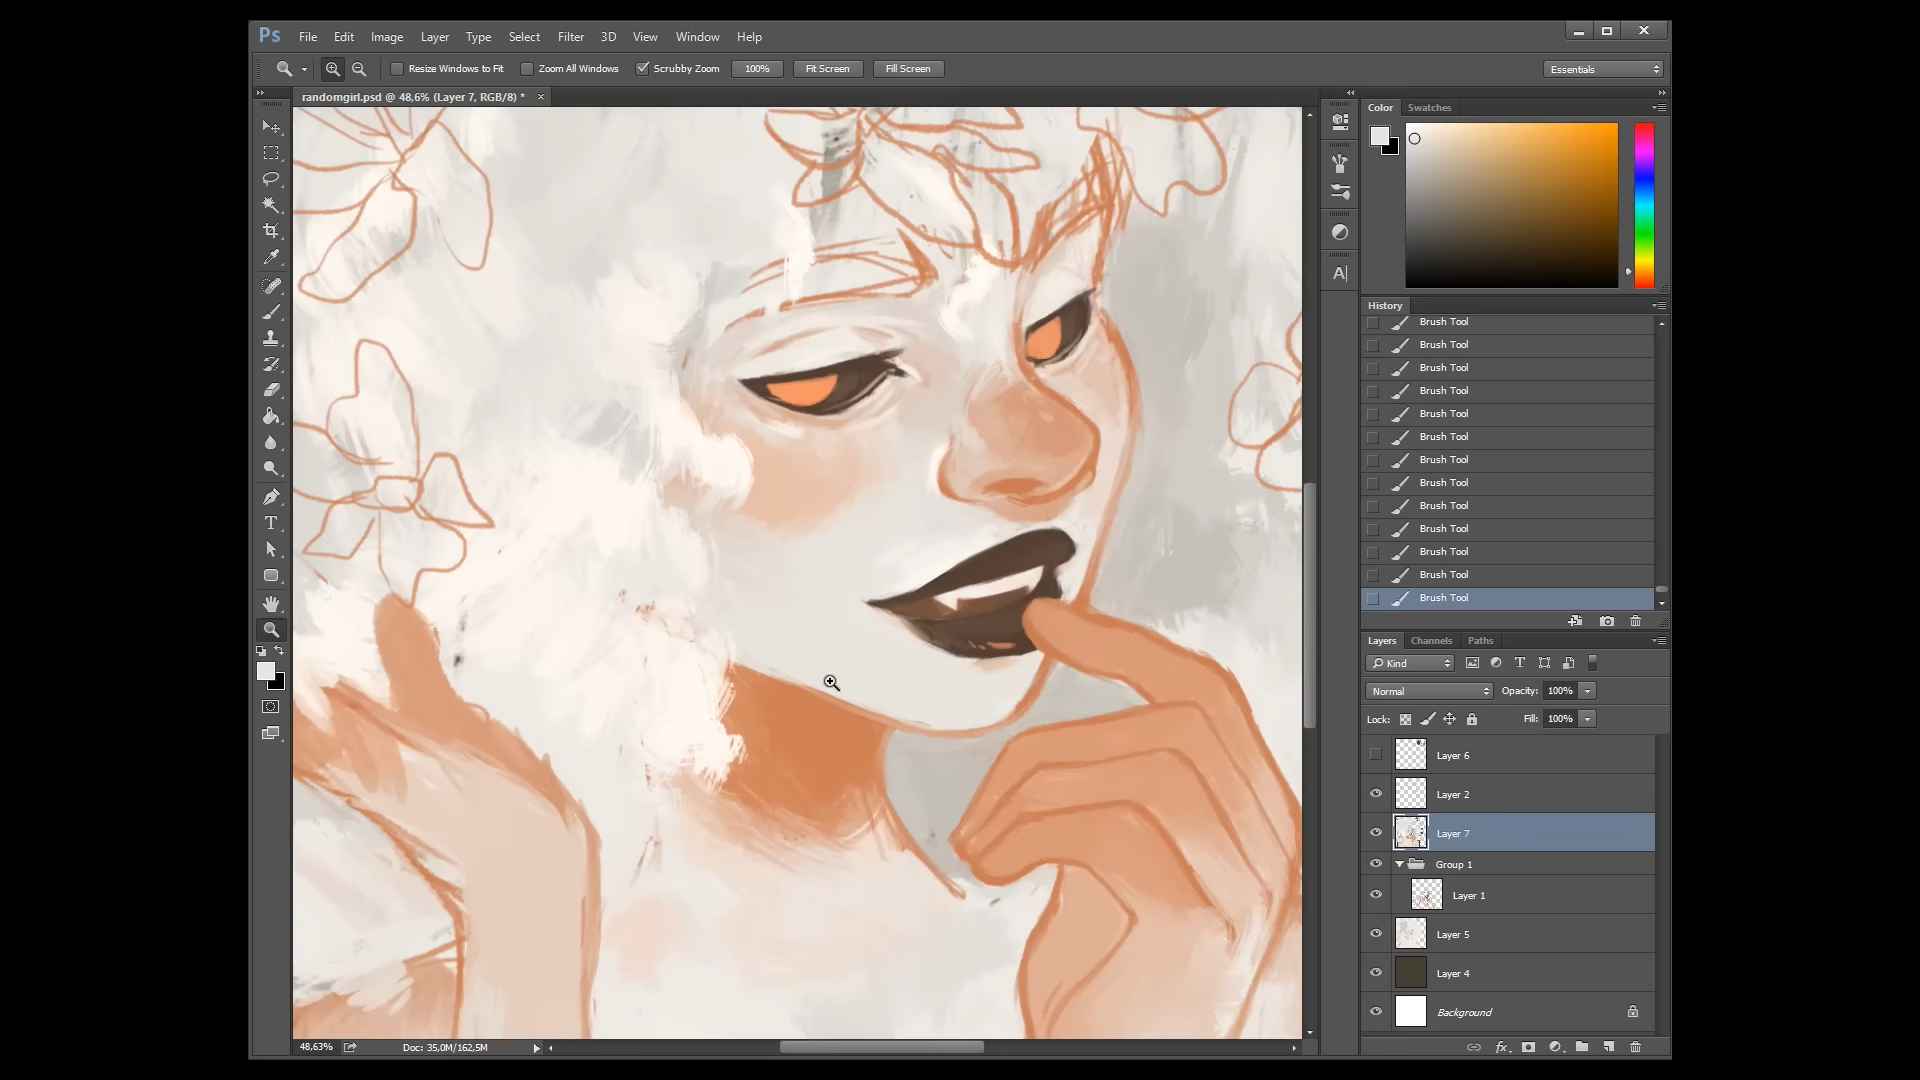 Ps File Edit Image Layer Type Select Filter 3D View Window Help
Resize Windows to Fit Zoom All Windows Scrubby Zoom 100% Fit Screen Fill Screen Essentials
randomgirl.psd @ 48,6% (Layer 7, RGB/8) * ×
Color Swatches
History
Brush Tool
Brush Tool
Brush Tool
Brush Tool
Brush Tool
Brush Tool
Brush Tool
Brush Tool
Brush Tool
Brush Tool
Brush Tool
Brush Tool
Brush Tool
Layers Channels Paths
Kind
Normal Opacity: 100%
Lock: Fill: 100%
Layer 6
Layer 2
Layer 7
Group 1
Layer 1
Layer 5
Layer 4
Background
48,63% Doc: 35,0M/162,5M